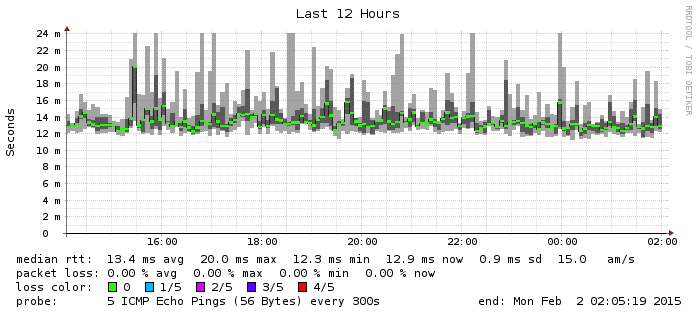 Last 12 Hours
RRDTOOL / TOBI OETIKER
Seconds
24 m
22 m
20 m
18 m
16 m
14 m
12 m
10 m
8 m
6 m
4 m
2 m
0
16:00 18:00 20:00 22:00 00:00 02:00
median rtt: 13.4 ms avg 20.0 ms max 12.3 ms min 12.9 ms now 0.9 ms sd 15.0 am/s
packet loss: 0.00 % avg 0.00 % max 0.00 % min 0.00 % now
loss color: 0 1/5 2/5 3/5 4/5
probe: 5 ICMP Echo Pings (56 Bytes) every 300s end: Mon Feb 2 02:05:19 2015